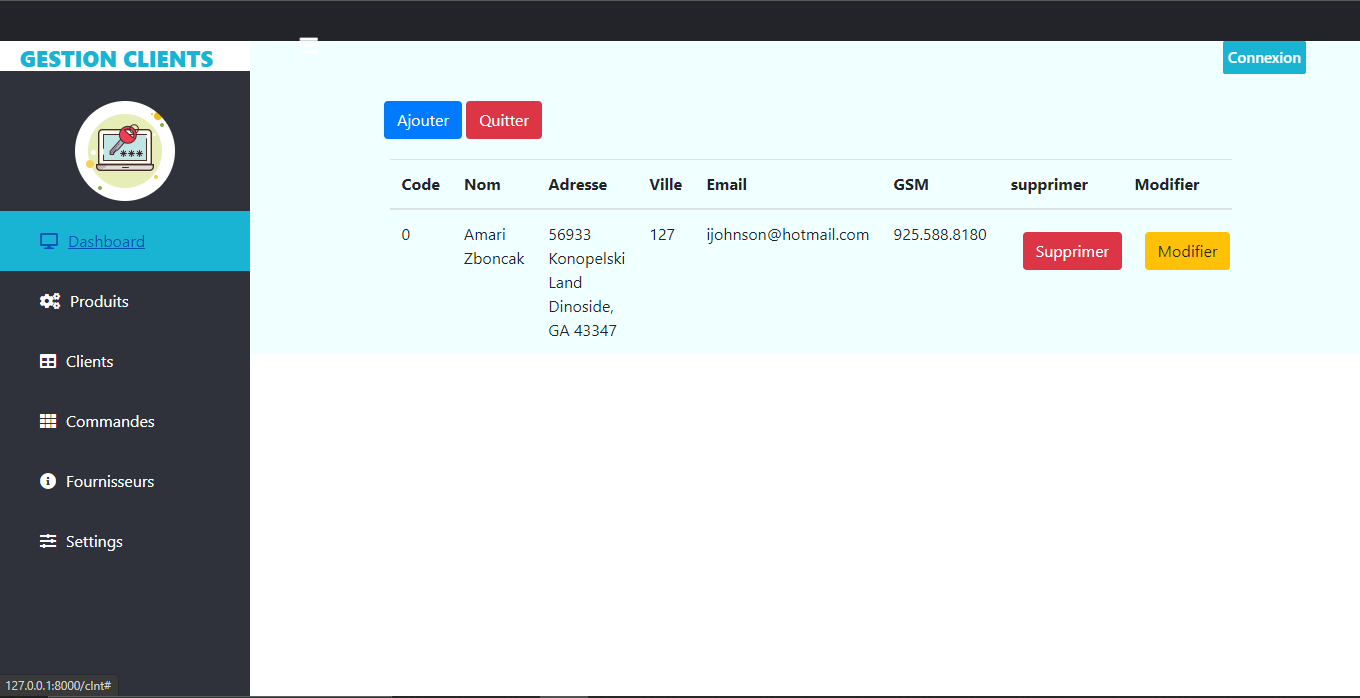 GESTION CLIENTS
Connexion
Ajouter Quitter
***
Code Nom Adresse Ville Email GSM supprimer Modifier
0 Amari 56933 127 ijohnson@hotmail.com 925.588.8180
Zboncak Konopelski
Supprimer Modifier
Land
Dinoside,
GA 43347
Dashboard
Produits
Clients
Commandes
Fournisseurs
Settings
127.0.0.1:8000/clnt#